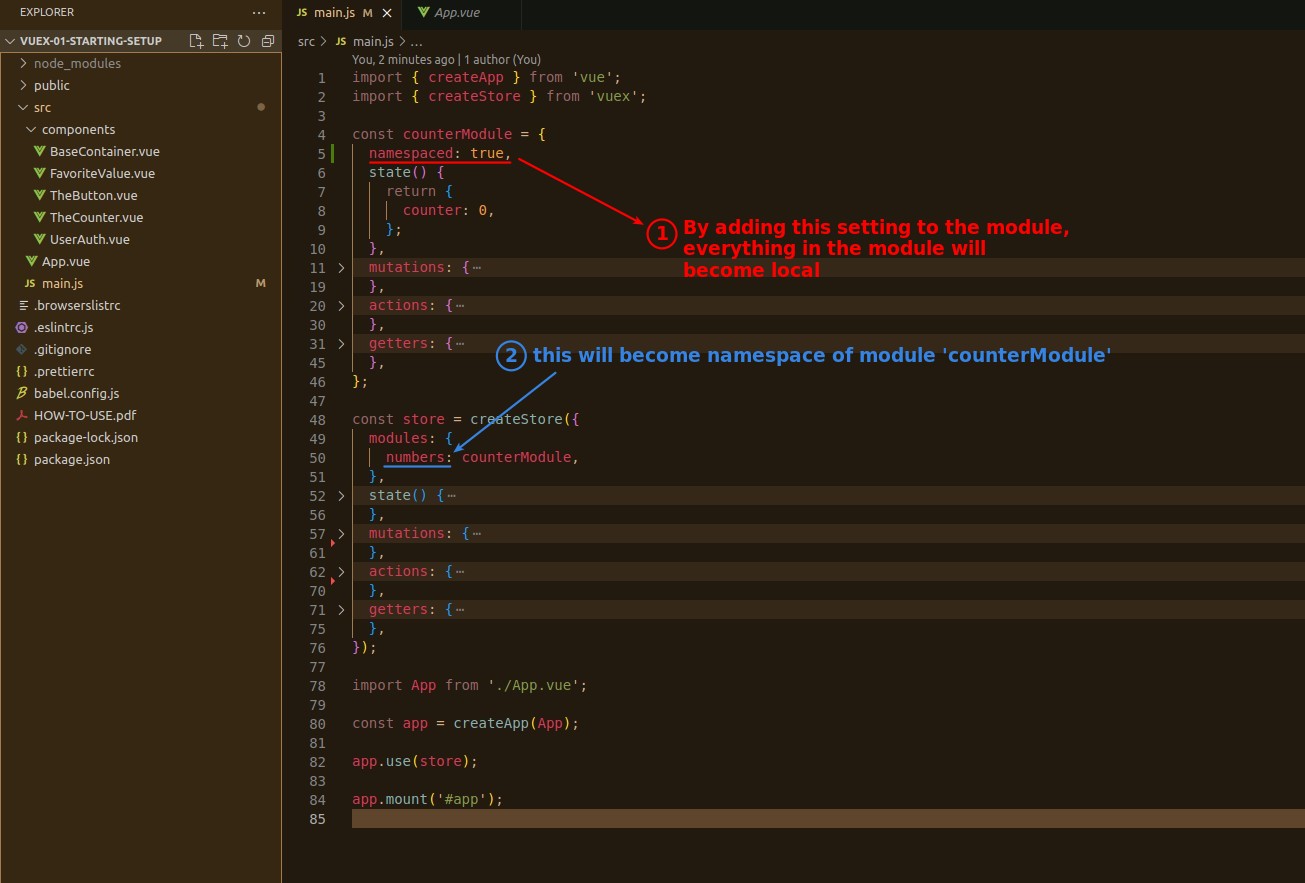 EXPLORER ...
VUEX-01-STARTING-SETUP
node_modules
public
src
components
BaseContainer.vue
FavoriteValue.vue
TheButton.vue
TheCounter.vue
UserAuth.vue
App.vue
JS main.js M
.browserslistrc
.eslintrc.js
.gitignore
{} .prettierrc
babel.config.js
HOW-TO-USE.pdf
{} package-lock.json
{} package.json
JS main.js M App.vue
src > JS main.js > ...
You, 2 minutes ago | 1 author (You)
1 import { createApp } from 'vue';
2 import { createStore } from 'vuex';
3
4 const counterModule = {
5 namespaced: true,
6 state() {
7 return {
8 counter: 0,
9 };
10 },
11 mutations: {...
19 },
20 actions: {...
30 },
31 getters: {...
45 },
46 };
47
48 const store = createStore({
49 modules: {
50 numbers: counterModule,
51 },
52 state() {...
56 },
57 mutations: {...
61 },
62 actions: {...
70 },
71 getters: {...
75 },
76 });
77
78 import App from './App.vue';
79
80 const app = createApp(App);
81
82 app.use(store);
83
84 app.mount('#app');
85
1 By adding this setting to the module,
everything in the module will
become local
2 this will become namespace of module 'counterModule'